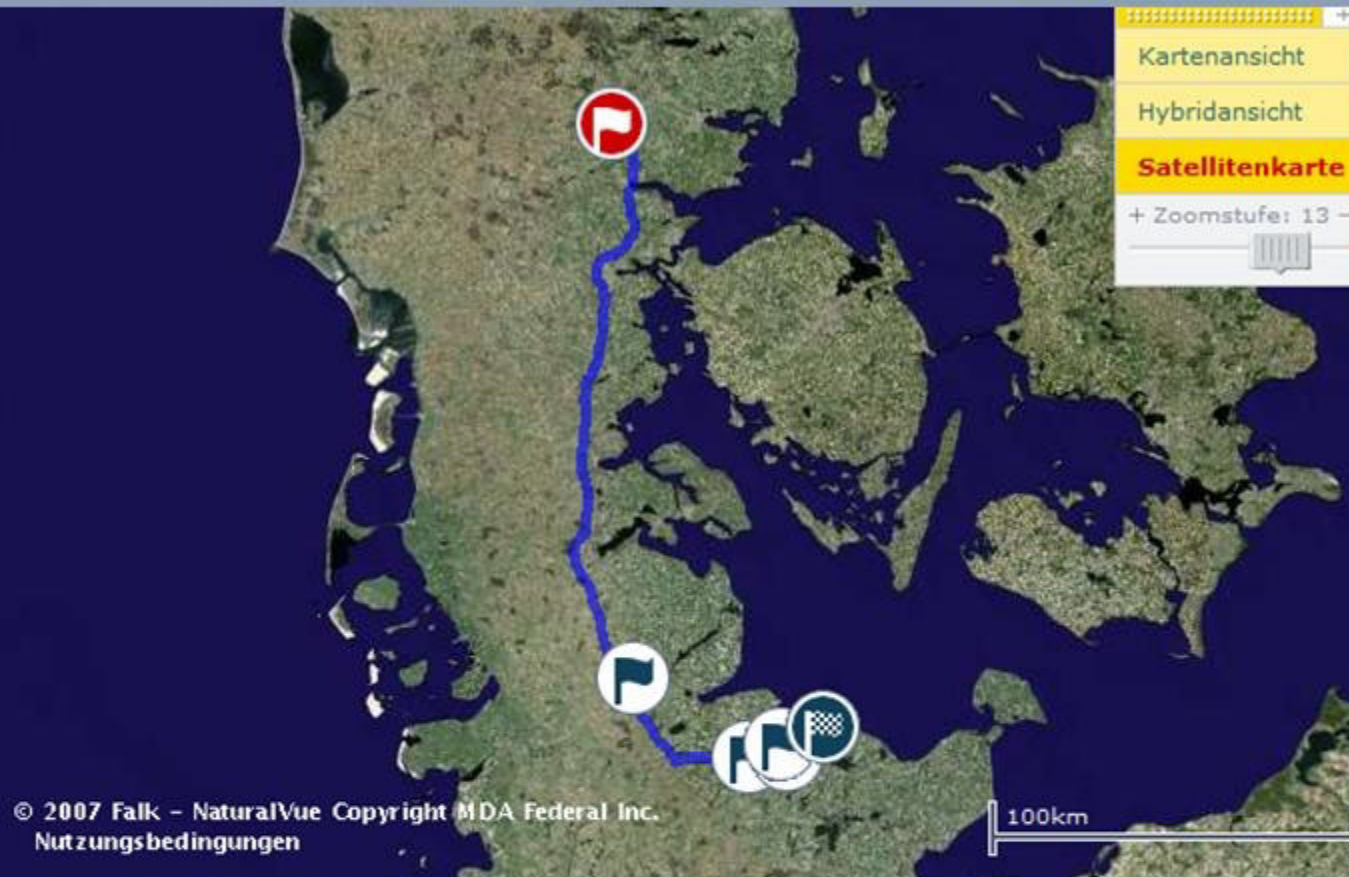 Kartenansicht
Hybridansicht
Satellitenkarte
+ Zoomstufe: 13 -
100km
© 2007 Falk - NaturalVue Copyright MDA Federal Inc.
Nutzungsbedingungen